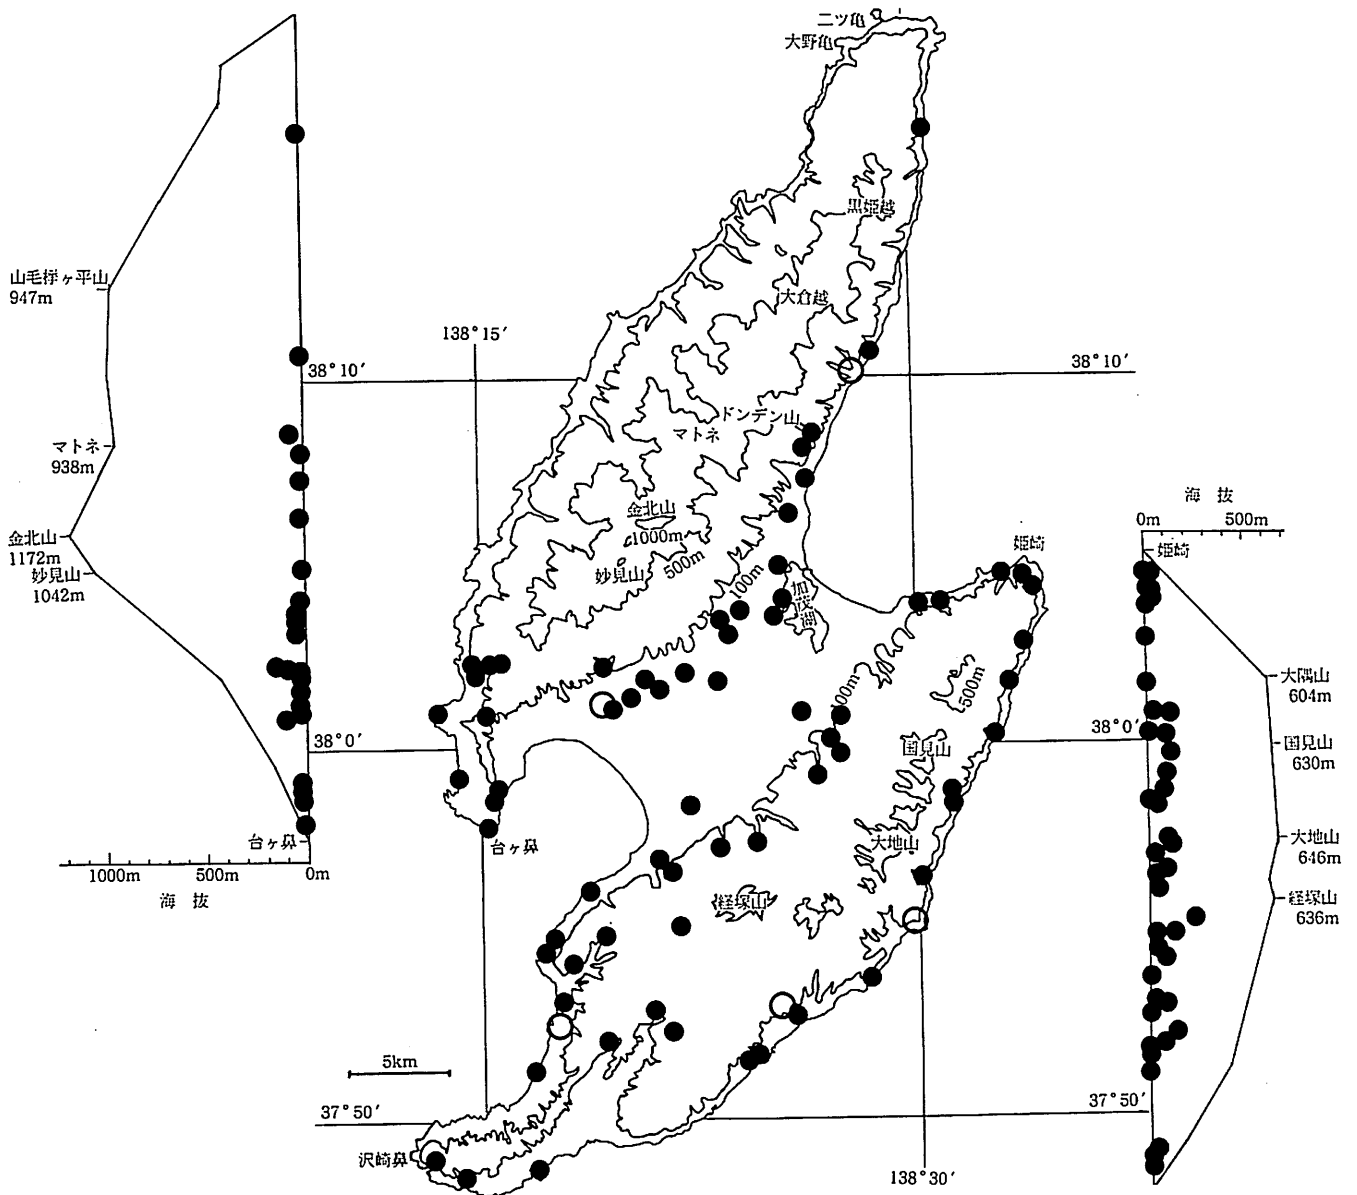 二ツ亀
大野亀
黒姫越
山毛欅ヶ平山
947m
大倉越
138°15′
38°10′
38°10′
ドンデン山
マトネ
マトネ
938m
海 抜
0m
500m
金北山
1000m
金北山
1172m
姫崎
姫崎
妙見山
1042m
妙見山
500m
100m
加茂湖
大隅山
604m
100m
500m
38°0′
38°0′
国見山
国見山
630m
台ヶ鼻
台ヶ鼻
大地山
大地山
646m
1000m
500m
0m
海 抜
経塚山
経塚山
636m
5km
37°50′
37°50′
沢崎鼻
138°30′